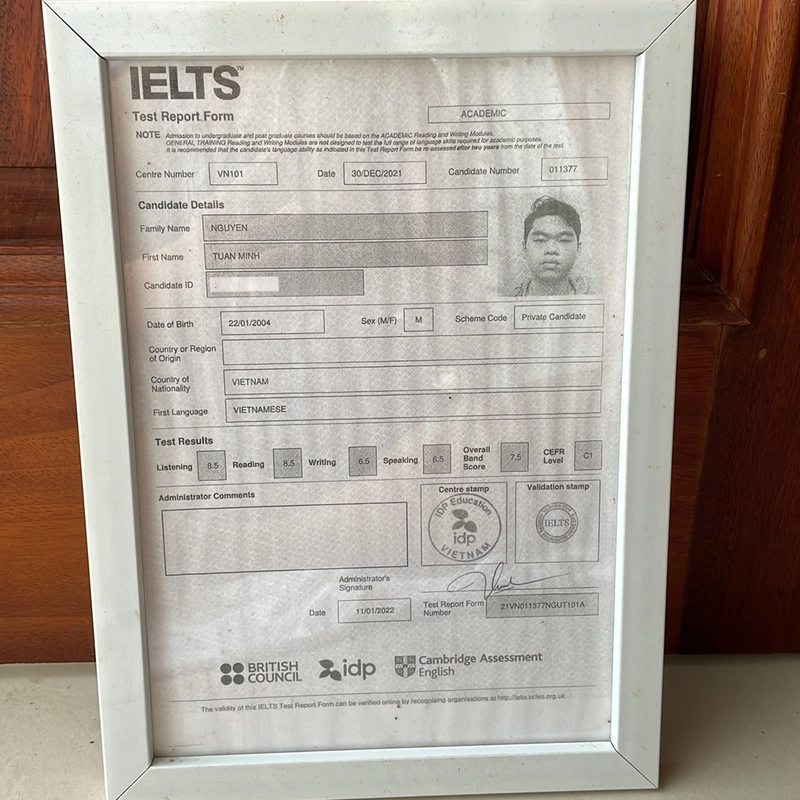 IELTS™
Test Report Form
ACADEMIC
NOTE Admission to undergraduate and post graduate courses should be based on the ACADEMIC Reading and Writing Modules.
GENERAL TRAINING Reading and Writing Modules are not designed to test the full range of language skills required for academic purposes.
It is recommended that the candidate's language ability as indicated in this Test Report Form be re-assessed after two years from the date of the test.
Centre Number VN101 Date 30/DEC/2021 Candidate Number 011377
Candidate Details
Family Name NGUYEN
First Name TUAN MINH
Candidate ID
Date of Birth 22/01/2004 Sex (M/F) M Scheme Code Private Candidate
Country or Region
of Origin
Country of
Nationality VIETNAM
First Language VIETNAMESE
Test Results
Listening 8.5 Reading 8.5 Writing 6.5 Speaking 6.5 Overall Band Score 7.5 CEFR Level C1
Administrator Comments
Centre stamp
IDP Education
idp
VIETNAM
Validation stamp
IELTS
Administrator's
Signature
Date 11/01/2022
Test Report Form
Number 21VN011377NGUT101A
BRITISH
COUNCIL
idp
Cambridge Assessment
English
The validity of this IELTS Test Report Form can be verified online by recognising organisations at http://ielts.ucles.org.uk